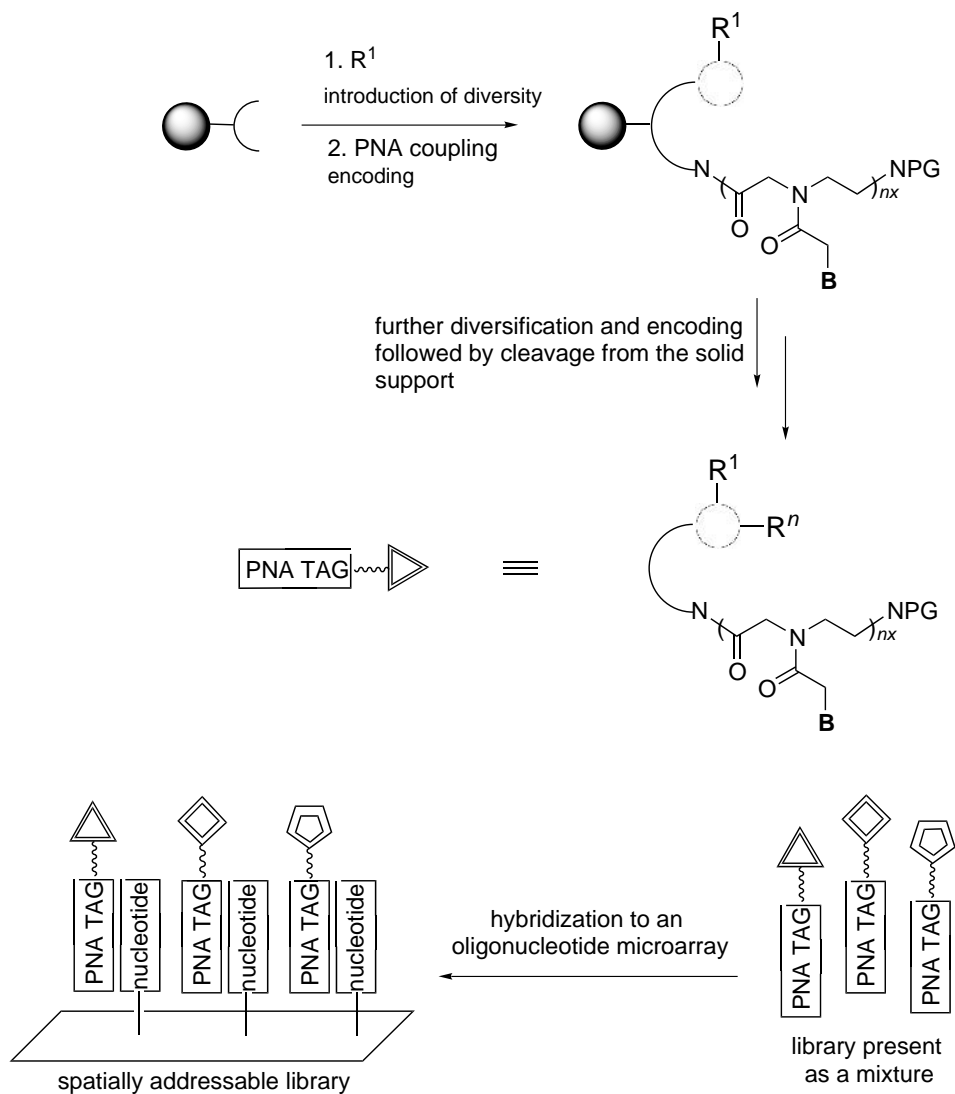 1. R¹
introduction of diversity
2. PNA coupling
encoding
R¹
N
(
O
N
O
B
)nx
NPG
further diversification and encoding
followed by cleavage from the solid
support
PNA TAG
R¹
Rⁿ
N
(
O
N
O
B
)nx
NPG
PNA TAG
nucleotide
PNA TAG
nucleotide
PNA TAG
nucleotide
spatially addressable library
hybridization to an
oligonucleotide microarray
PNA TAG
PNA TAG
PNA TAG
library present
as a mixture